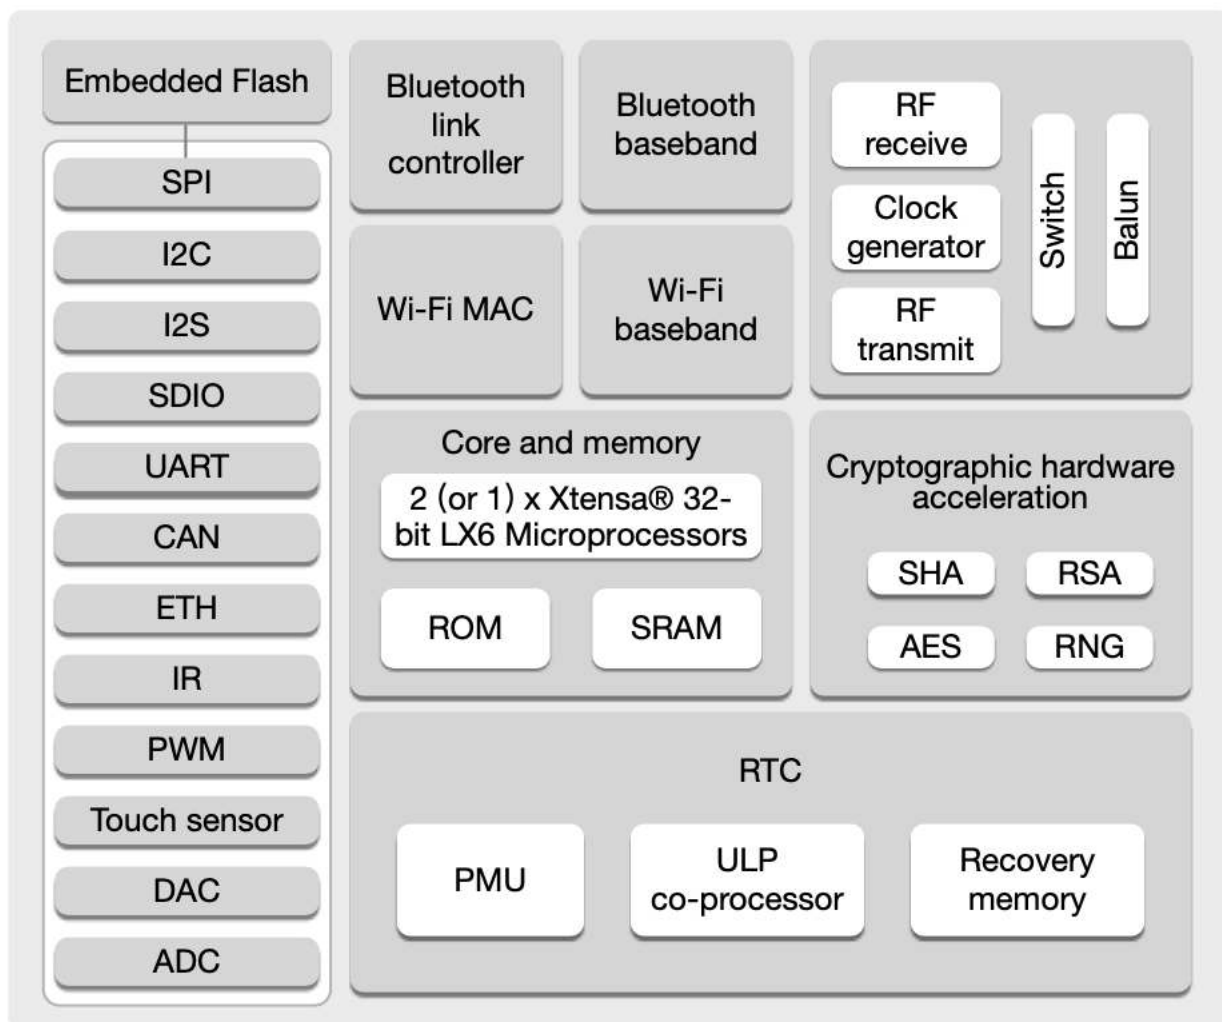 Embedded Flash
SPI
I2C
I2S
SDIO
UART
CAN
ETH
IR
PWM
Touch sensor
DAC
ADC
Bluetooth
link
controller
Bluetooth
baseband
Wi-Fi MAC
Wi-Fi
baseband
RF
receive
Clock
generator
RF
transmit
Switch
Balun
Core and memory
2 (or 1) x Xtensa® 32-
bit LX6 Microprocessors
ROM
SRAM
Cryptographic hardware
acceleration
SHA
RSA
AES
RNG
RTC
PMU
ULP
co-processor
Recovery
memory